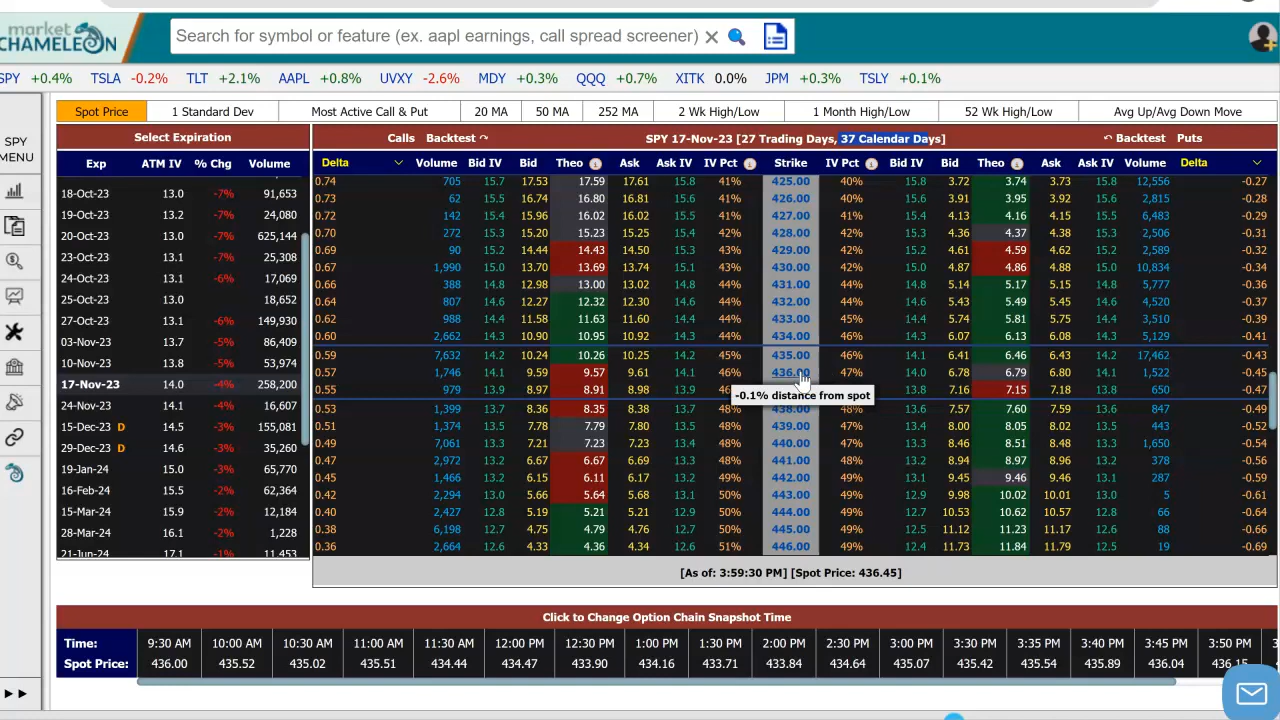 market
CHAMELEON
Search for symbol or feature (ex. aapl earnings, call spread screener)
SPY +0.4% TSLA -0.2% TLT +2.1% AAPL +0.8% UVXY -2.6% MDY +0.3% QQQ +0.7% XITK 0.0% JPM +0.3% TSLY +0.1%
Spot Price 1 Standard Dev Most Active Call & Put 20 MA 50 MA 252 MA 2 Wk High/Low 1 Month High/Low 52 Wk High/Low Avg Up/Avg Down Move
SPY
MENU
Select Expiration
Exp ATM IV % Chg Volume
18-Oct-23 13.0 -7% 91,653
19-Oct-23 13.2 -7% 24,080
20-Oct-23 13.0 -7% 625,144
23-Oct-23 13.1 -7% 25,308
24-Oct-23 13.1 -6% 17,069
25-Oct-23 13.0 18,652
27-Oct-23 13.1 -6% 149,930
03-Nov-23 13.7 -5% 86,409
10-Nov-23 13.8 -5% 53,974
17-Nov-23 14.0 -4% 258,200
24-Nov-23 14.1 -4% 16,607
15-Dec-23 D 14.5 -3% 155,081
29-Dec-23 D 14.6 -3% 35,260
19-Jan-24 15.0 -3% 65,770
16-Feb-24 15.5 -2% 62,364
15-Mar-24 15.9 -2% 12,184
28-Mar-24 16.1 -2% 1,228
21-Jun-24 17.1 -1% 11,453
Calls Backtest SPY 17-Nov-23 [27 Trading Days, 37 Calendar Days] Backtest Puts
Delta Volume Bid IV Bid Theo Ask Ask IV IV Pct Strike IV Pct Bid IV Bid Theo Ask Ask IV Volume Delta
0.74 705 15.7 17.53 17.59 17.61 15.8 41% 425.00 40% 15.8 3.72 3.74 3.73 15.8 12,556 -0.27
0.73 62 15.5 16.74 16.80 16.81 15.6 41% 426.00 41% 15.6 3.91 3.95 3.92 15.6 2,815 -0.28
0.72 142 15.4 15.96 16.02 16.02 15.5 42% 427.00 41% 15.4 4.13 4.16 4.15 15.5 6,483 -0.29
0.70 272 15.3 15.20 15.23 15.25 15.4 42% 428.00 42% 15.3 4.36 4.37 4.38 15.3 2,506 -0.31
0.69 90 15.2 14.44 14.43 14.50 15.3 43% 429.00 42% 15.2 4.61 4.59 4.62 15.2 2,589 -0.32
0.67 1,990 15.0 13.70 13.69 13.74 15.1 43% 430.00 42% 15.0 4.87 4.86 4.88 15.0 10,834 -0.34
0.66 388 14.8 12.98 13.00 13.02 14.8 44% 431.00 44% 14.8 5.14 5.17 5.15 14.8 5,777 -0.36
0.64 807 14.6 12.27 12.32 12.30 14.6 44% 432.00 44% 14.6 5.43 5.49 5.45 14.6 4,520 -0.37
0.62 988 14.4 11.58 11.63 11.60 14.4 44% 433.00 45% 14.4 5.74 5.81 5.75 14.4 3,510 -0.39
0.60 2,662 14.3 10.90 10.95 10.92 14.3 44% 434.00 46% 14.3 6.07 6.13 6.08 14.3 5,129 -0.41
0.59 7,632 14.2 10.24 10.26 10.25 14.2 45% 435.00 46% 14.1 6.41 6.46 6.43 14.2 17,462 -0.43
0.57 1,746 14.1 9.59 9.57 9.61 14.1 46% 436.00 47% 14.0 6.78 6.79 6.80 14.1 1,522 -0.45
0.55 979 13.9 8.97 8.91 8.98 13.9 13.8 7.16 7.15 7.18 13.9 650 -0.47
-0.1% distance from spot
0.53 1,399 13.7 8.36 8.35 8.38 13.7 48% 438.00 48% 13.6 7.57 7.60 7.59 13.6 847 -0.49
0.51 1,374 13.5 7.78 7.79 7.80 13.5 48% 439.00 47% 13.4 8.00 8.05 8.02 13.5 443 -0.52
0.49 7,061 13.3 7.21 7.23 7.23 13.4 48% 440.00 48% 13.3 8.46 8.51 8.48 13.3 1,650 -0.54
0.47 2,972 13.2 6.67 6.67 6.69 13.3 48% 441.00 48% 13.2 8.94 8.97 8.96 13.2 378 -0.56
0.45 1,466 13.2 6.15 6.11 6.17 13.2 49% 442.00 49% 13.1 9.45 9.46 9.46 13.1 287 -0.59
0.42 2,294 13.0 5.66 5.64 5.68 13.1 50% 443.00 49% 12.9 9.98 10.02 10.01 13.0 5 -0.61
0.40 2,427 12.8 5.19 5.21 5.21 12.9 50% 444.00 49% 12.7 10.53 10.62 10.57 12.8 66 -0.64
0.38 6,198 12.7 4.75 4.79 4.76 12.7 50% 445.00 49% 12.5 11.12 11.23 11.17 12.6 88 -0.66
0.36 2,664 12.6 4.33 4.36 4.34 12.6 51% 446.00 49% 12.4 11.73 11.84 11.79 12.5 19 -0.69
[As of: 3:59:30 PM] [Spot Price: 436.45]
Click to Change Option Chain Snapshot Time
Time: 9:30 AM 10:00 AM 10:30 AM 11:00 AM 11:30 AM 12:00 PM 12:30 PM 1:00 PM 1:30 PM 2:00 PM 2:30 PM 3:00 PM 3:30 PM 3:35 PM 3:40 PM 3:45 PM 3:50 PM
Spot Price: 436.00 435.52 435.02 435.51 434.44 434.47 433.90 434.16 433.71 433.84 434.64 435.07 435.42 435.54 435.89 436.04 436.15